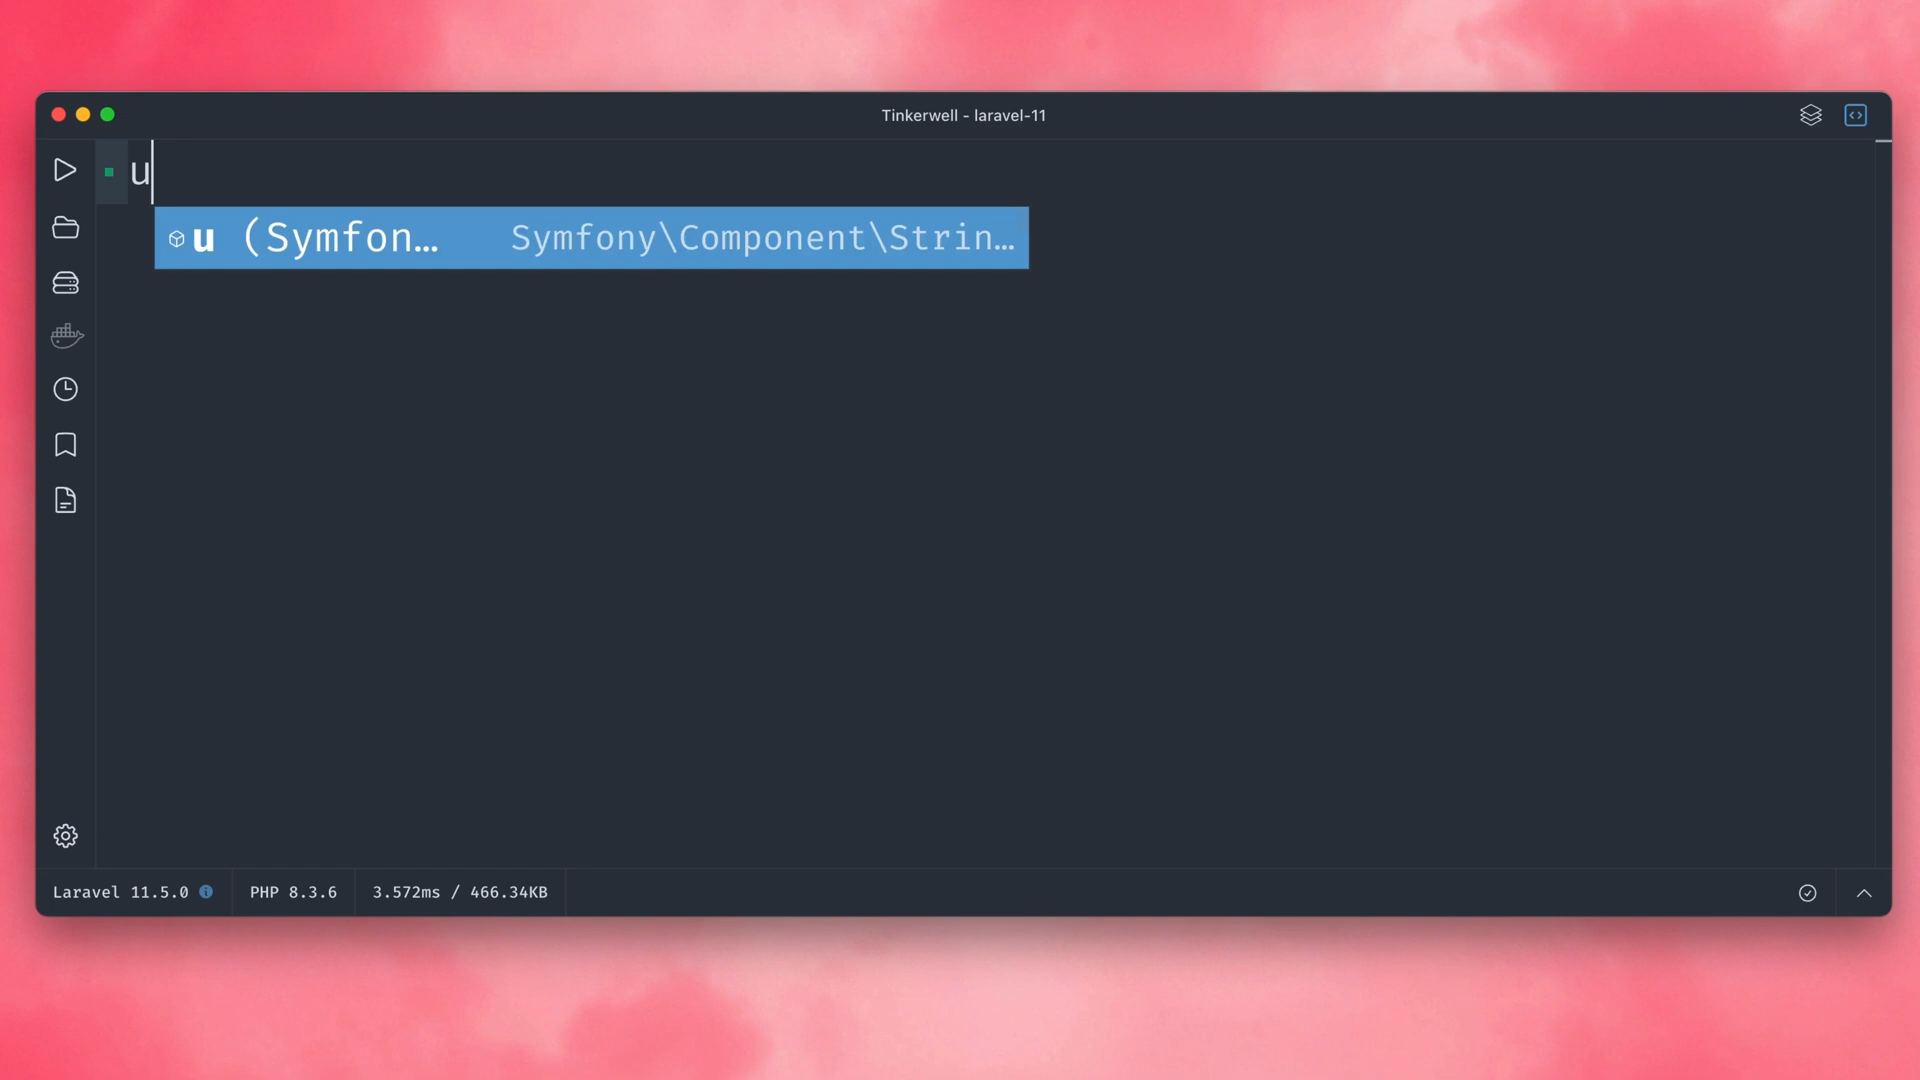 Tinkerwell - laravel-11
u
u (Symfon… Symfony\Component\Strin…
Laravel 11.5.0 PHP 8.3.6 3.572ms / 466.34KB